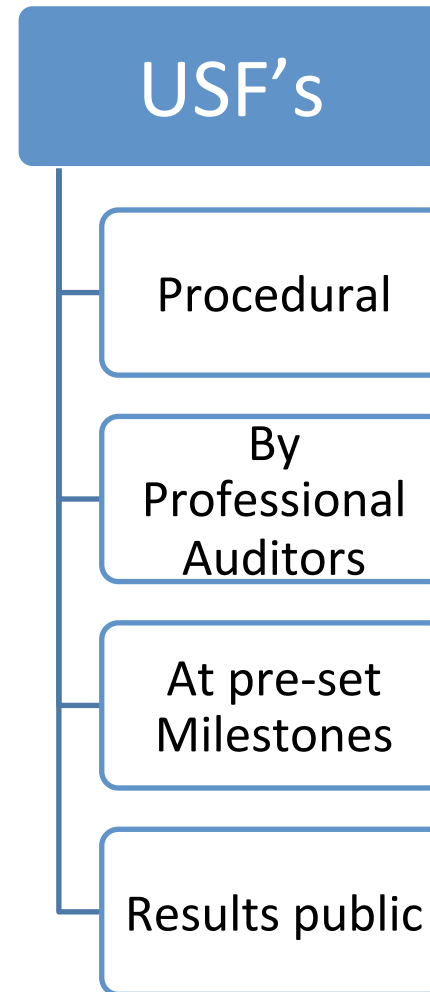 USF’s
Procedural
By
Professional
Auditors
At pre-set
Milestones
Results public